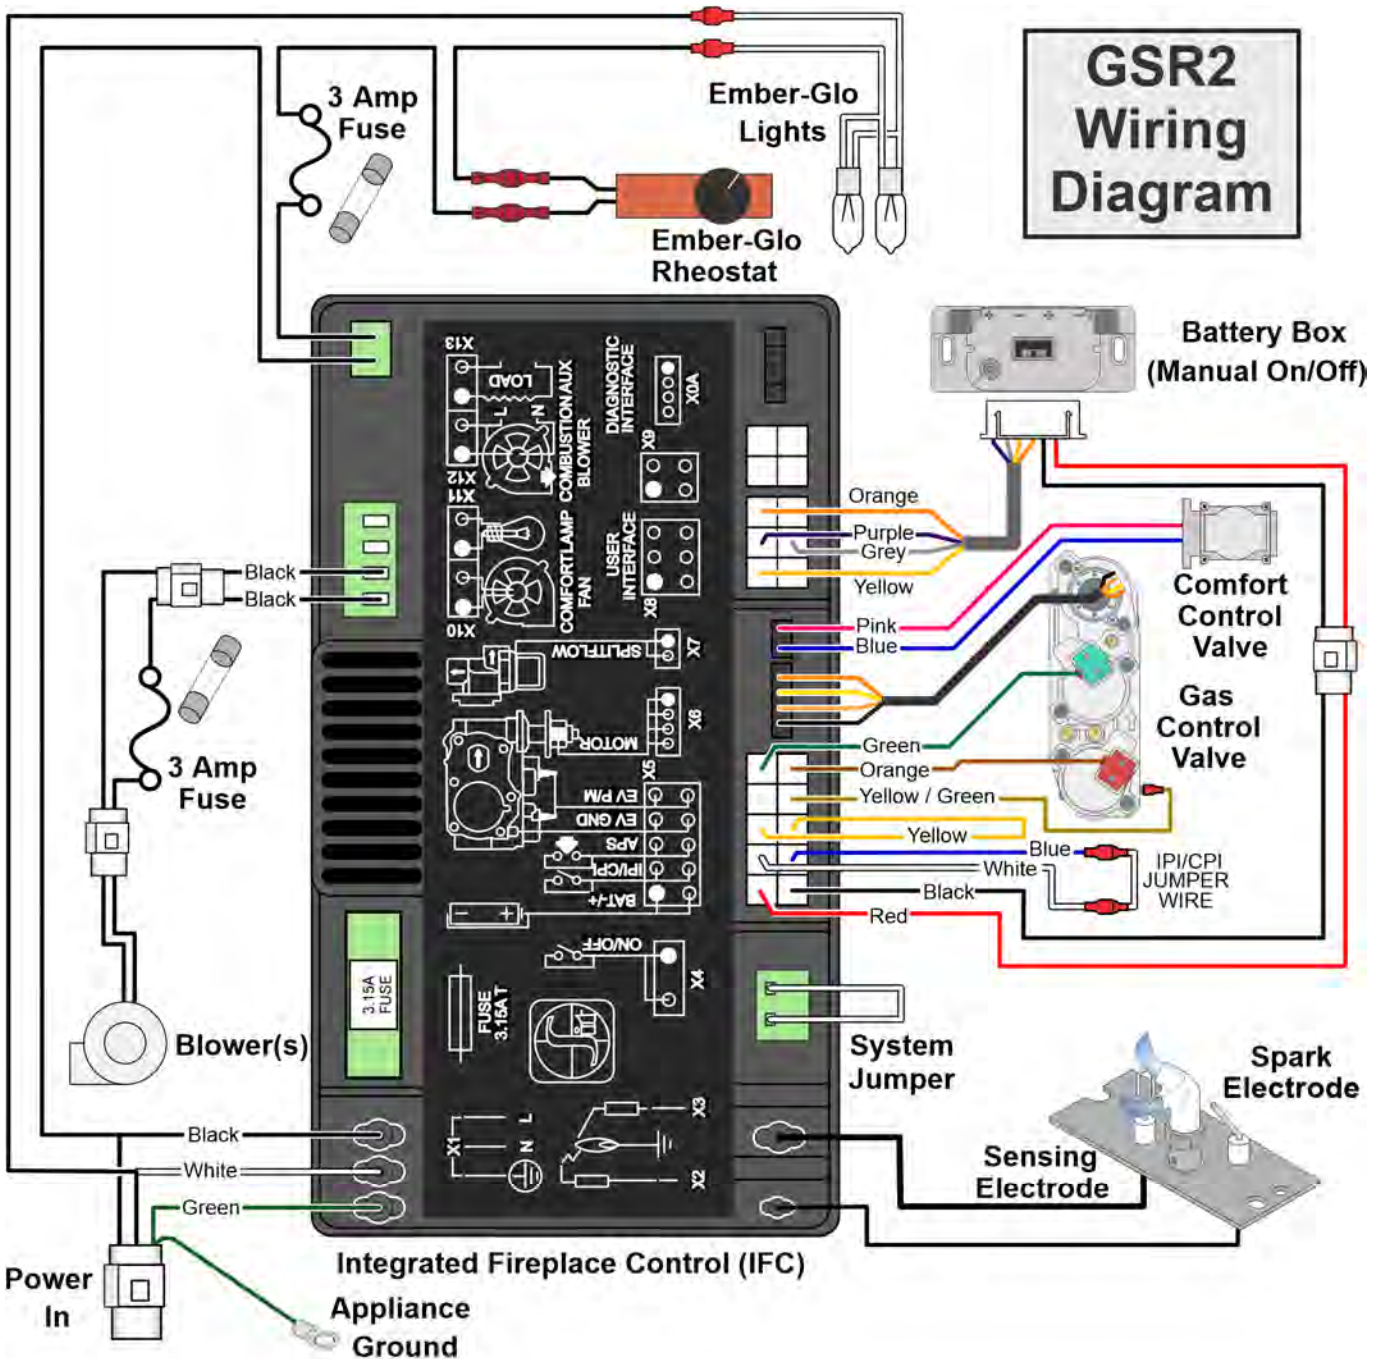 GSR2
Wiring
Diagram
3 Amp
Fuse
Ember-Glo
Lights
Ember-Glo
Rheostat
Battery Box
(Manual On/Off)
X13
LOAD
L
N
X12
COMBUSTION AUX
BLOWER
DIAGNOSTIC
INTERFACE
X0A
X9
X11
COMFORT LAMP
FAN
X10
USER
INTERFACE
X8
SPLITFLOW
X7
MOTOR
X6
X5
EV P/M
EV GND
APS
IPI/CPI
BAT-/+
- +
ON/OFF
X4
FUSE
3.15A T
X1
L
N
X3
X2
Orange
Purple
Grey
Yellow
Pink
Blue
Green
Orange
Yellow / Green
Yellow
Blue
White
Black
Red
Comfort
Control
Valve
Gas
Control
Valve
IPI/CPI
JUMPER
WIRE
Black
Black
3 Amp
Fuse
3.15A
FUSE
Blower(s)
System
Jumper
Spark
Electrode
Sensing
Electrode
Black
White
Green
Integrated Fireplace Control (IFC)
Power
In
Appliance
Ground